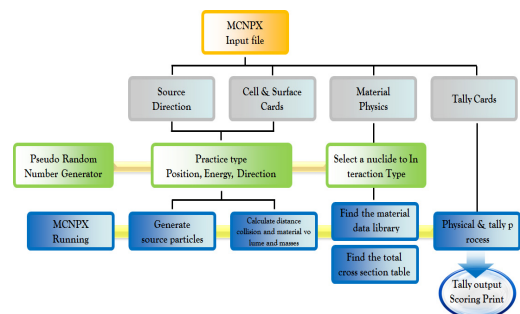 MCNPX
Input file
Source
Direction
Cell & Surface
Cards
Material
Physics
Tally Cards
Pseudo Random
Number Generator
Practice type
Position, Energy, Direction
Select a nuclide to In
teraction Type
MCNPX
Running
Generate
source particles
Calculate distance
collision and material vo
lume and masses
Find the material
data library
Find the total
cross section table
Physical & tally p
rocess
Tally output
Scoring Print